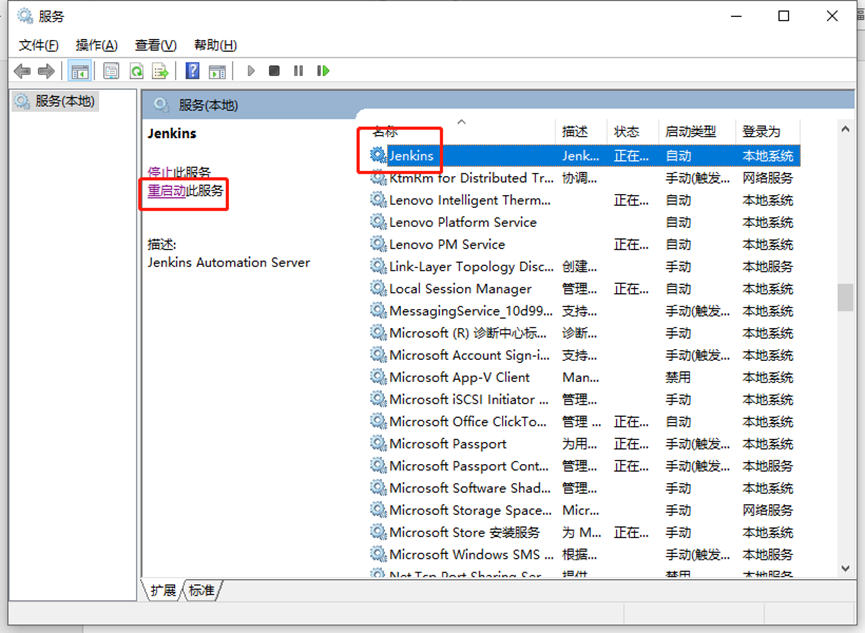 服务
文件(F) 操作(A) 查看(V) 帮助(H)
服务(本地)
服务(本地)
Jenkins
停止此服务
重启动此服务
描述:
Jenkins Automation Server
名称 描述 状态 启动类型 登录为
Jenkins Jenk... 正在... 自动 本地系统
KtmRm for Distributed Tr... 协调... 手动(触发... 网络服务
Lenovo Intelligent Therm... 正在... 自动 本地系统
Lenovo Platform Service 自动 本地系统
Lenovo PM Service 正在... 自动 本地系统
Link-Layer Topology Disc... 创建... 手动 本地服务
Local Session Manager 管理... 正在... 自动 本地系统
MessagingService_10d99... 支持... 手动(触发... 本地系统
Microsoft (R) 诊断中心标... 诊断... 手动 本地系统
Microsoft Account Sign-i... 支持... 手动(触发... 本地系统
Microsoft App-V Client Man... 禁用 本地系统
Microsoft iSCSI Initiator ... 管理... 手动 本地系统
Microsoft Office ClickTo... 管理 ... 正在... 自动 本地系统
Microsoft Passport 为用... 正在... 手动(触发... 本地系统
Microsoft Passport Cont... 管理... 正在... 手动(触发... 本地服务
Microsoft Software Shad... 管理... 手动 本地系统
Microsoft Storage Space... Micr... 手动 网络服务
Microsoft Store 安装服务 为 M... 正在... 手动 本地系统
Microsoft Windows SMS ... 根据... 手动(触发... 本地服务
Net.Tcp Port Sharing Ser... 提供... 禁用 本地服务
扩展 标准